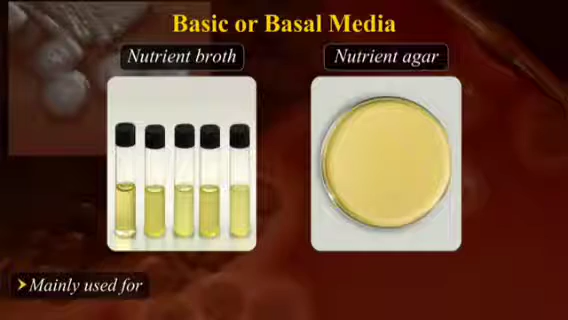 Basic or Basal Media
Nutrient broth
Nutrient agar
Mainly used for